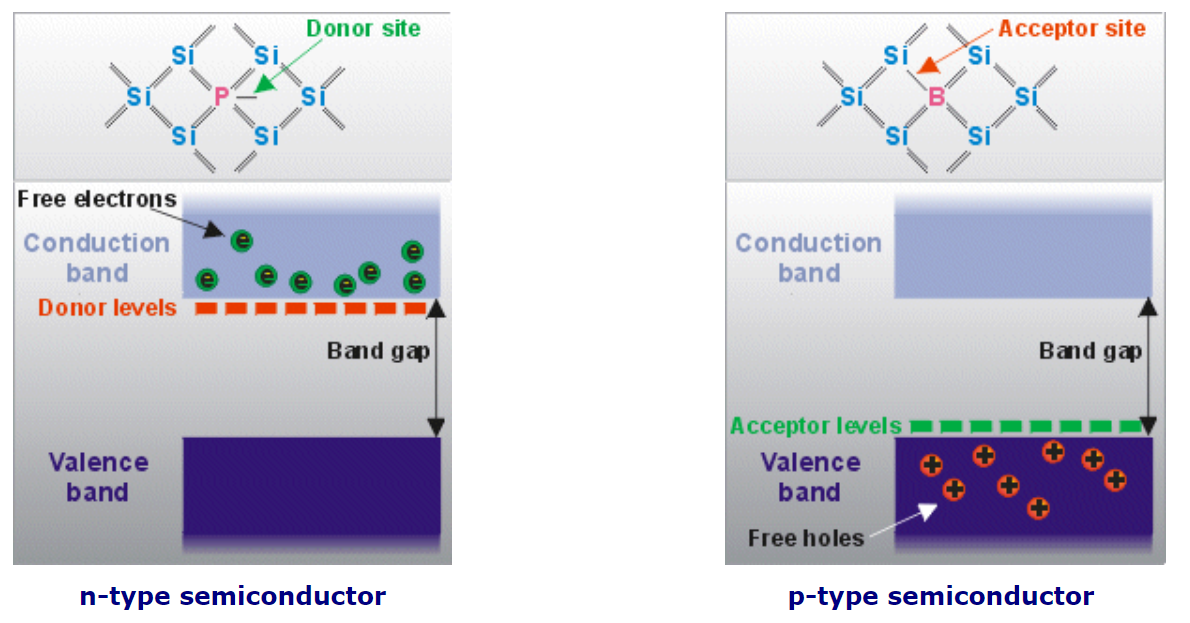 Donor site
Si Si
Si P Si
Si Si
Free electrons
Conduction
band
e e e e e e e e
Donor levels
Band gap
Valence
band
n-type semiconductor
Acceptor site
Si Si
Si B Si
Si Si
Conduction
band
Band gap
Acceptor levels
Valence
band
+ + + + + + + +
Free holes
p-type semiconductor